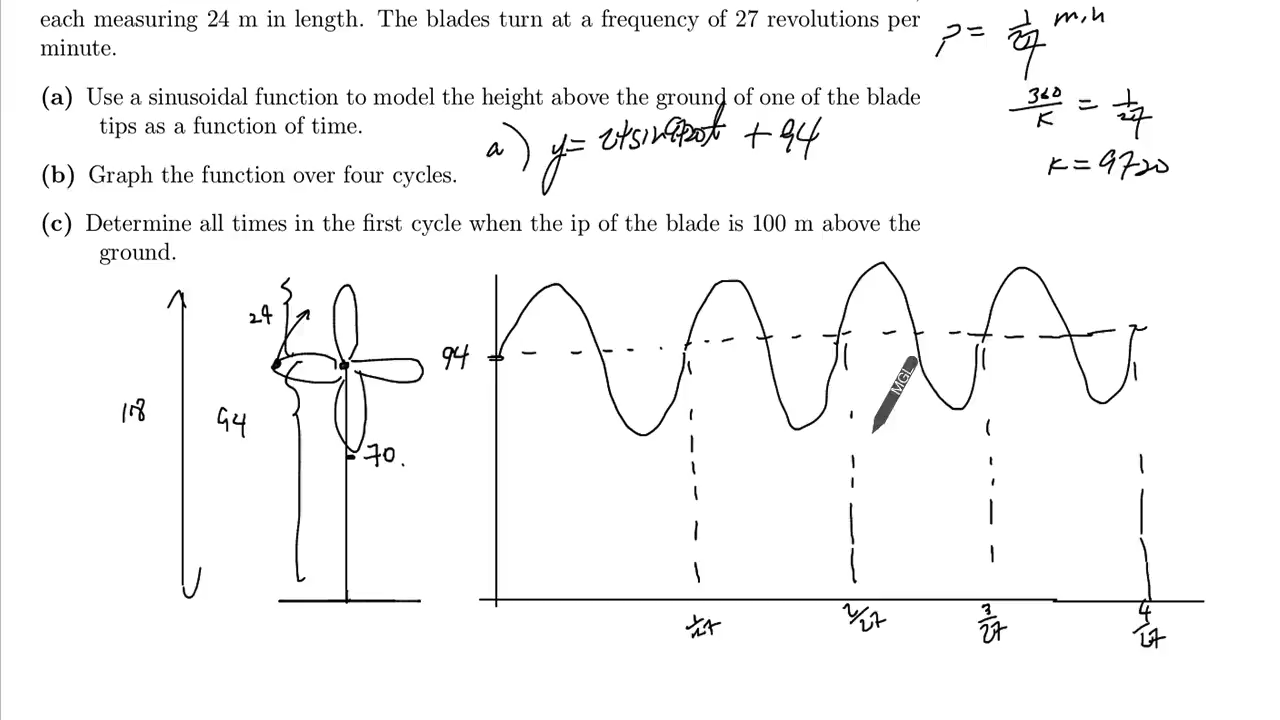 each measuring 24 m in length. The blades turn at a frequency of 27 revolutions per
minute.
P = 1/27 min
360/K = 1/27
K = 9720
(a) Use a sinusoidal function to model the height above the ground of one of the blade
tips as a function of time.
a) y = 24sin9720t + 94
(b) Graph the function over four cycles.
(c) Determine all times in the first cycle when the ip of the blade is 100 m above the
ground.
24
94
118
94
70.
MGL
1/27
2/27
3/27
4/27